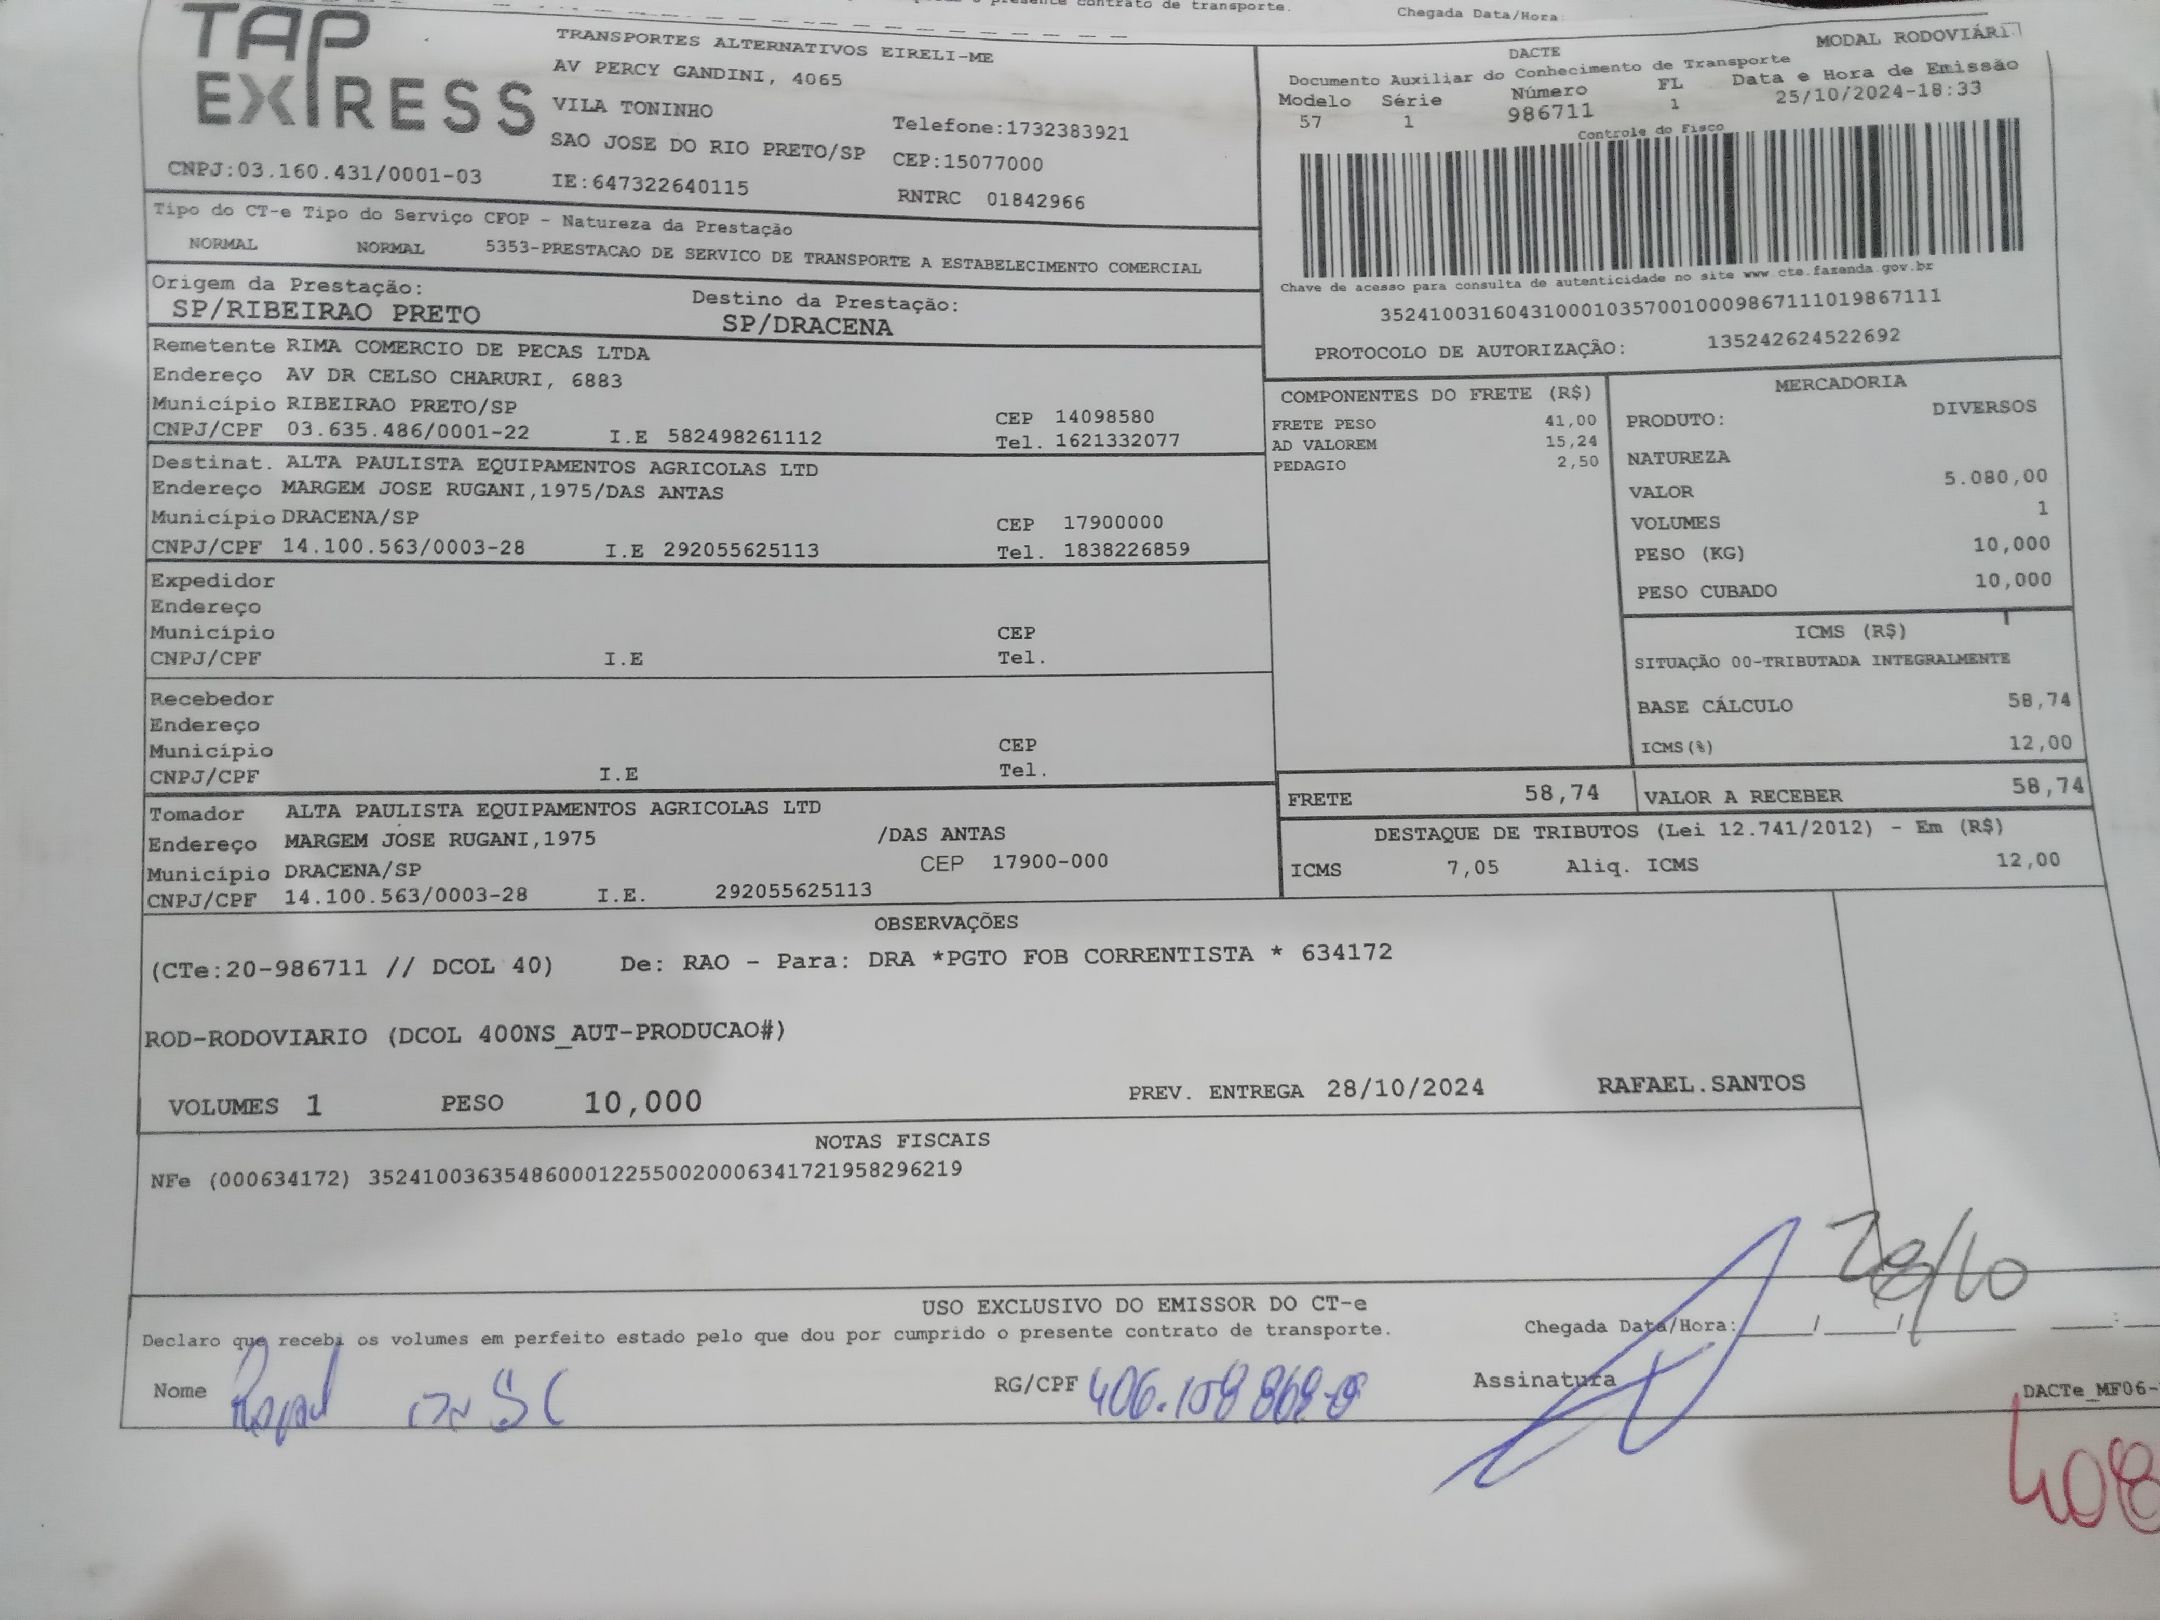 presente contrato de transporte.
Chegada Data/Hora:
TAP EXPRESS
TRANSPORTES ALTERNATIVOS EIRELI-ME
AV PERCY GANDINI, 4065
VILA TONINHO
Telefone:1732383921
SAO JOSE DO RIO PRETO/SP CEP:15077000
CNPJ:03.160.431/0001-03 IE:647322640115 RNTRC 01842966
DACTE MODAL RODOVIÁRI
Documento Auxiliar do Conhecimento de Transporte
Modelo Série Número FL Data e Hora de Emissão
57 1 986711 1 25/10/2024-18:33
Controle do Fisco
Chave de acesso para consulta de autenticidade no site www.cte.fazenda.gov.br
35241003160431000103570010009867111019867111
PROTOCOLO DE AUTORIZAÇÃO: 135242624522692
Tipo do CT-e Tipo do Serviço CFOP - Natureza da Prestação
NORMAL NORMAL 5353-PRESTACAO DE SERVICO DE TRANSPORTE A ESTABELECIMENTO COMERCIAL
Origem da Prestação: Destino da Prestação:
SP/RIBEIRAO PRETO SP/DRACENA
Remetente RIMA COMERCIO DE PECAS LTDA
Endereço AV DR CELSO CHARURI, 6883
Município RIBEIRAO PRETO/SP CEP 14098580
CNPJ/CPF 03.635.486/0001-22 I.E 582498261112 Tel. 1621332077
Destinat. ALTA PAULISTA EQUIPAMENTOS AGRICOLAS LTD
Endereço MARGEM JOSE RUGANI,1975/DAS ANTAS
Município DRACENA/SP CEP 17900000
CNPJ/CPF 14.100.563/0003-28 I.E 292055625113 Tel. 1838226859
Expedidor
Endereço
Município CEP
CNPJ/CPF I.E Tel.
Recebedor
Endereço
Município CEP
CNPJ/CPF I.E Tel.
Tomador ALTA PAULISTA EQUIPAMENTOS AGRICOLAS LTD
Endereço MARGEM JOSE RUGANI,1975 /DAS ANTAS
Município DRACENA/SP CEP 17900-000
CNPJ/CPF 14.100.563/0003-28 I.E. 292055625113
COMPONENTES DO FRETE (R$)
FRETE PESO 41,00
AD VALOREM 15,24
PEDAGIO 2,50
MERCADORIA
PRODUTO: DIVERSOS
NATUREZA
VALOR 5.080,00
VOLUMES 1
PESO (KG) 10,000
PESO CUBADO 10,000
ICMS (R$)
SITUAÇÃO 00-TRIBUTADA INTEGRALMENTE
BASE CÁLCULO 58,74
ICMS(%) 12,00
FRETE 58,74 VALOR A RECEBER 58,74
DESTAQUE DE TRIBUTOS (Lei 12.741/2012) - Em (R$)
ICMS 7,05 Aliq. ICMS 12,00
OBSERVAÇÕES
(CTe:20-986711 // DCOL 40) De: RAO - Para: DRA *PGTO FOB CORRENTISTA * 634172
ROD-RODOVIARIO (DCOL 400NS_AUT-PRODUCAO#)
VOLUMES 1 PESO 10,000 PREV. ENTREGA 28/10/2024 RAFAEL.SANTOS
NOTAS FISCAIS
NFe (000634172) 35241003635486000122550020006341721958296219
28/10
USO EXCLUSIVO DO EMISSOR DO CT-e
Declaro que recebi os volumes em perfeito estado pelo que dou por cumprido o presente contrato de transporte. Chegada Data/Hora:___/___/___ ___:
Nome RG/CPF Assinatura
DACTe_MF06-
408